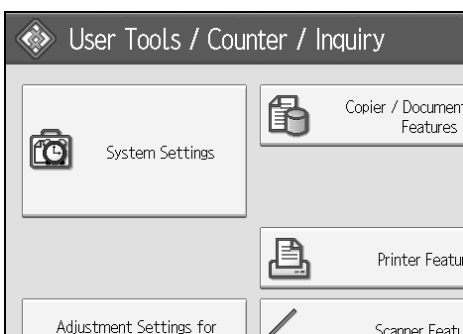 User Tools / Counter / Inquiry
System Settings
Copier / Document
Features
Printer Featu
Adjustment Settings for
Scanner Featu